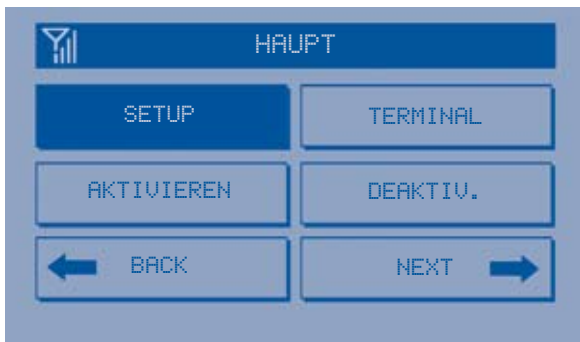 HAUPT
SETUP
TERMINAL
AKTIVIEREN
DEAKTIV.
BACK
NEXT